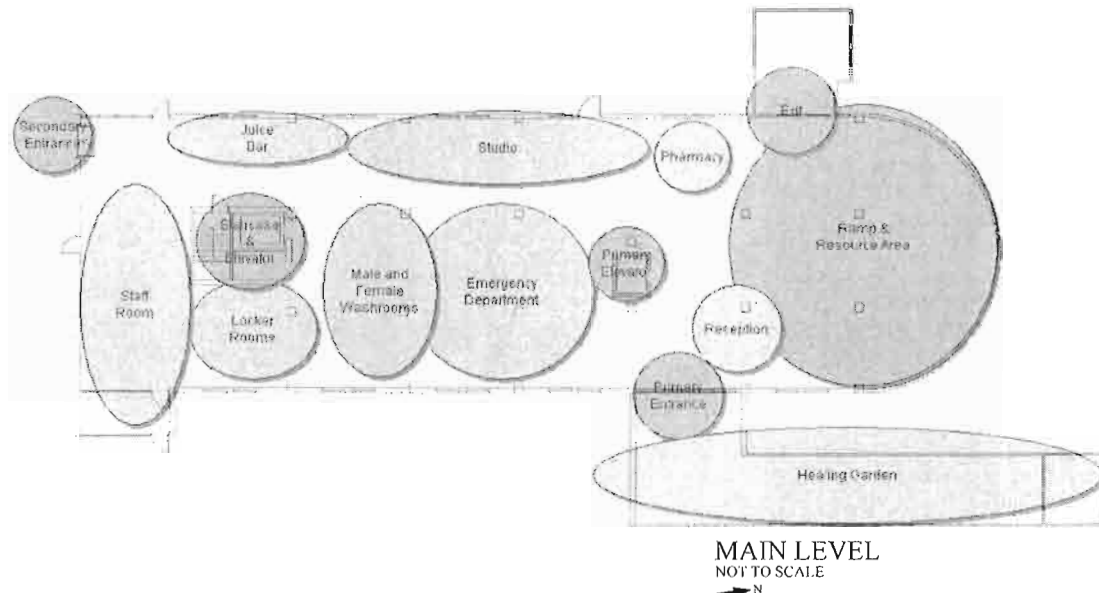 Exit
Secondary
Entrance
Juice
Bar
Studio
Pharmacy
Staircase
&
Elevator
Ramp &
Resource Area
Primary
Elevator
Male and
Female
Washrooms
Emergency
Department
Staff
Room
Locker
Rooms
Reception
Primary
Entrance
Healing Garden
MAIN LEVEL
NOT TO SCALE
N